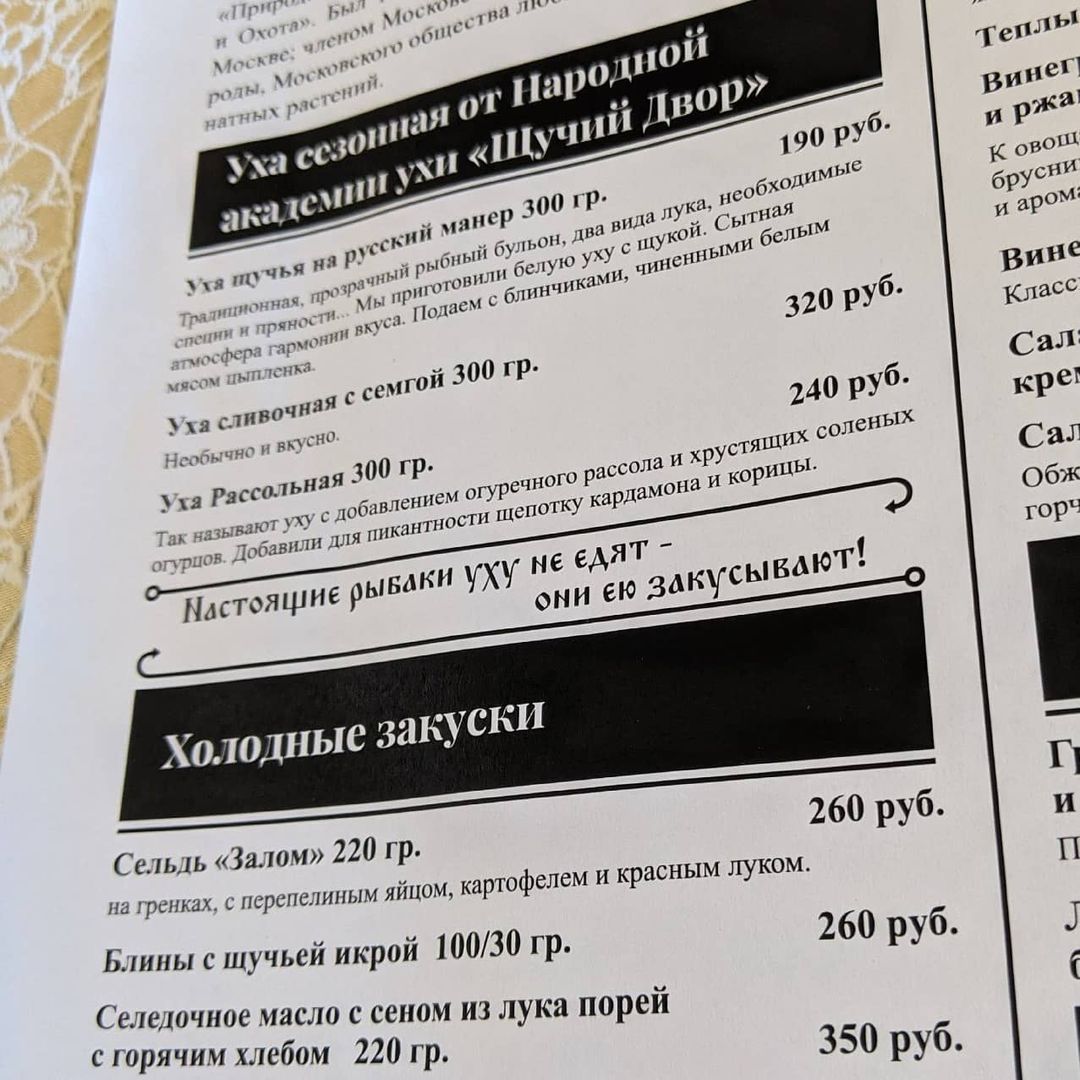 «Природа
и Охота». Был
Москве; членом Москов
роды, Московского общества лю
натных растений.
Уха сезонная от Народной
академии ухи «Щучий Двор»
Уха щучья на русский манер 300 гр. 190 руб.
Традиционная, прозрачный рыбный бульон, два вида лука, необходимые
специи и пряности... Мы приготовили белую уху с щукой. Сытная
атмосфера гармонии вкуса. Подаем с блинчиками, чиненными белым
мясом цыпленка.
Уха сливочная с семгой 300 гр. 320 руб.
Необычно и вкусно.
Уха Рассольная 300 гр. 240 руб.
Так называют уху с добавлением огуречного рассола и хрустящих соленых
огурцов. Добавили для пикантности щепотку кардамона и корицы.
Настоящие рыбаки уху не едят -
они ею закусывают!
Холодные закуски
Сельдь «Залом» 220 гр. 260 руб.
на гренках, с перепелиным яйцом, картофелем и красным луком.
Блины с щучьей икрой 100/30 гр. 260 руб.
Селедочное масло с сеном из лука порей
с горячим хлебом 220 гр. 350 руб.
Теплы
Винег
и ржа
К овощ
брусни
и арома
Вине
Класс
Сала
крем
Сал
Обж
горч
Гр
и
П